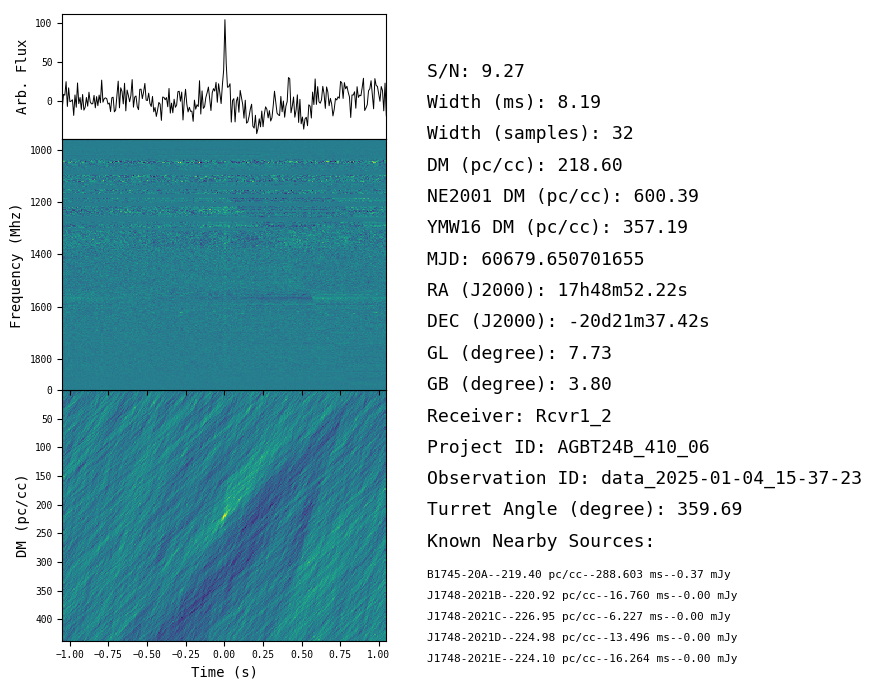 100
50
0
Arb. Flux
1000
1200
1400
1600
1800
Frequency (Mhz)
0
50
100
150
200
250
300
350
400
DM (pc/cc)
−1.00 −0.75 −0.50 −0.25 0.00 0.25 0.50 0.75 1.00
Time (s)
S/N: 9.27
Width (ms): 8.19
Width (samples): 32
DM (pc/cc): 218.60
NE2001 DM (pc/cc): 600.39
YMW16 DM (pc/cc): 357.19
MJD: 60679.650701655
RA (J2000): 17h48m52.22s
DEC (J2000): -20d21m37.42s
GL (degree): 7.73
GB (degree): 3.80
Receiver: Rcvr1_2
Project ID: AGBT24B_410_06
Observation ID: data_2025-01-04_15-37-23
Turret Angle (degree): 359.69
Known Nearby Sources:
B1745-20A--219.40 pc/cc--288.603 ms--0.37 mJy
J1748-2021B--220.92 pc/cc--16.760 ms--0.00 mJy
J1748-2021C--226.95 pc/cc--6.227 ms--0.00 mJy
J1748-2021D--224.98 pc/cc--13.496 ms--0.00 mJy
J1748-2021E--224.10 pc/cc--16.264 ms--0.00 mJy